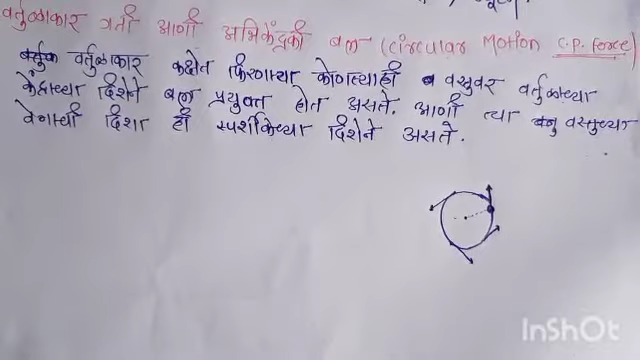 वर्तुळाकार गती आणी अभिकेंद्रकी बल (circular Motion C.P. Force)
वर्तुळाकार कक्षेत फिरणाऱ्या कोणत्याही वस्तुवर वर्तुळाच्या
केंद्राच्या दिशेने बल प्रयुक्त होत असते. आणी त्या वस्तुच्या
वेगाची दिशा ही स्पर्शीकेच्या दिशेने असते.
InShOt